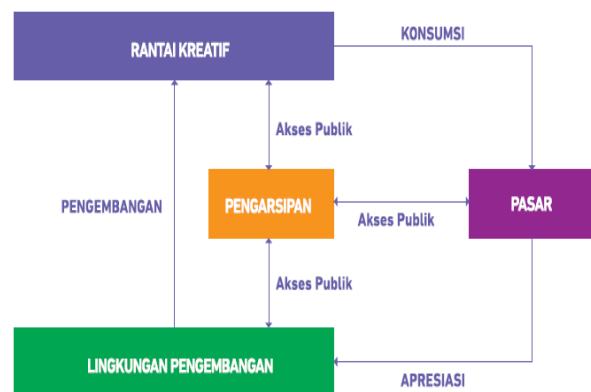 KONSUMSI
RANTAI KREATIF
Akses Publik
PENGEMBANGAN
PENGARSIPAN
Akses Publik
PASAR
Akses Publik
LINGKUNGAN PENGEMBANGAN
APRESIASI